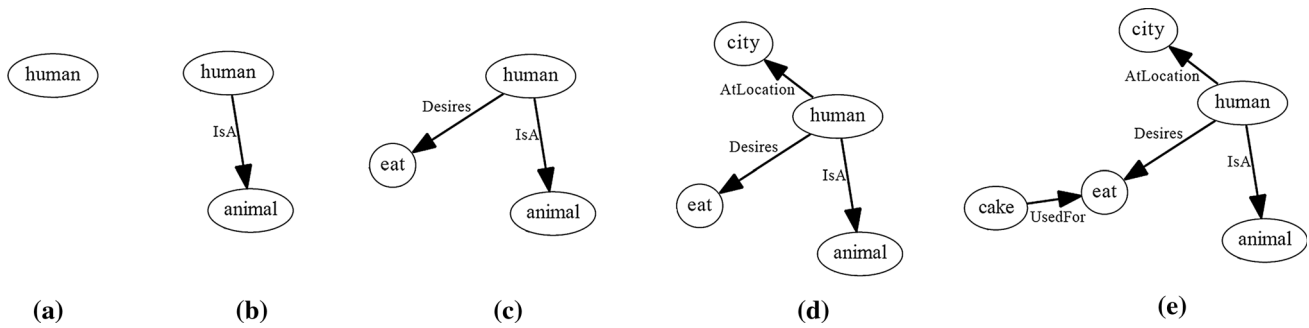 human
(a)
human
IsA
animal
(b)
human
Desires
IsA
eat
animal
(c)
city
AtLocation
human
Desires
IsA
eat
animal
(d)
city
AtLocation
human
Desires
IsA
eat
cake
UsedFor
animal
(e)